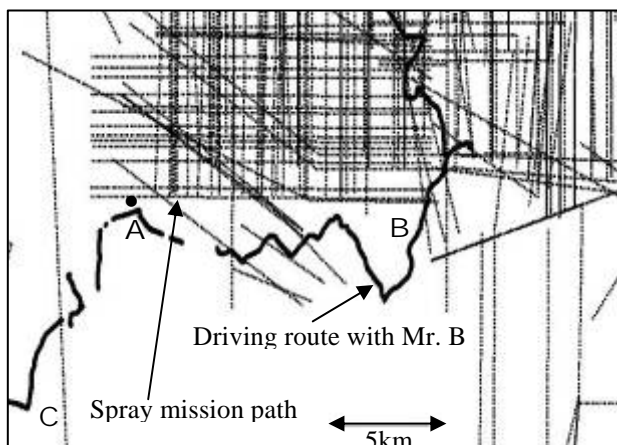 A
B
Driving route with Mr. B
C
Spray mission path
5km